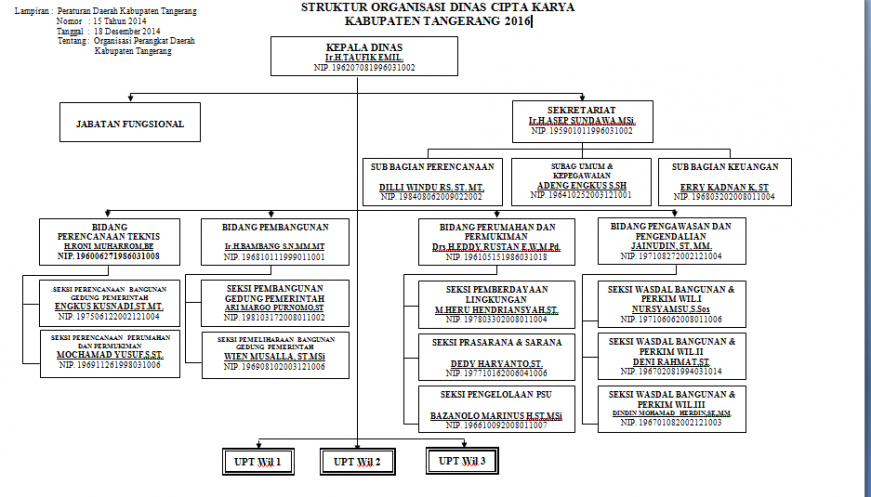 Lampiran : Peraturan Daerah Kabupaten Tangerang
Nomor : 15 Tahun 2014
Tanggal : 18 Desember 2014
Tentang : Organisasi Perangkat Daerah
Kabupaten Tangerang
STRUKTUR ORGANISASI DINAS CIPTA KARYA
KABUPATEN TANGERANG 2016
KEPALA DINAS
Ir.H.TAUFIK EMIL.
NIP. 196207081996031002
JABATAN FUNGSIONAL
SEKRETARIAT
Ir.H.ASEP SUNDAWA,MSi.
NIP. 195901011996031002
SUB BAGIAN PERENCANAAN
DILLI WINDU RS, ST. MT.
NIP. 198408062009022002
SUBAG UMUM &
KEPEGAWAIAN
ADENG ENGKUS S,SH
NIP. 196410252003121001
SUB BAGIAN KEUANGAN
ERRY KADNAN K, ST
NIP. 196803202008011004
BIDANG
PERENCANAAN TEKNIS
H.RONI MUHARROM,BE
NIP. 196006271986031008
BIDANG PEMBANGUNAN
Ir.H.BAMBANG S.N.MM.MT
NIP. 196810111999011001
BIDANG PERUMAHAN DAN
PERMUKIMAN
Drs.H.EDDY RUSTAN E.W,M.Pd.
NIP. 196105151986031018
BIDANG PENGAWASAN DAN
PENGENDALIAN
JAINUDIN, ST, MM.
NIP. 197108272002121004
.SEKSI PERENCANAAN BANGUNAN
GEDUNG PEMERINTAH
ENGKUS KUSNADI,ST.MT.
NIP. 197506122002121004
SEKSI PERENCANAAN PERUMAHAN
DAN PERMUKIMAN
MOCHAMAD YUSUF,S,ST.
NIP. 196911261998031006
SEKSI PEMBANGUNAN
GEDUNG PEMERINTAH
ARI MARGO PURNOMO,ST
NIP. 198103172008011002
SEKSI PEMELIHARAAN BANGUNAN
GEDUNG PEMERINTAH
WIEN MUSALLA, ST.MSi
NIP. 196908102003121006
SEKSI PEMBERDAYAAN
LINGKUNGAN
M.HERU HENDRIANSYAH,ST.
NIP. 197803302008011004
SEKSI PRASARANA & SARANA
DEDY HARYANTO,ST.
NIP. 197710162006041006
SEKSI PENGELOLAAN PSU
BAZANOLO MARINUS H,ST,MSi
NIP. 196610092008011007
SEKSI WASDAL BANGUNAN &
PERKIM WIL.I
NURSYAMSU,S.Sos
NIP. 197106062008011006
SEKSI WASDAL BANGUNAN &
PERKIM WIL.II
DENI RAHMAT,ST.
NIP. 196702081994031014
SEKSI WASDAL BANGUNAN &
PERKIM WIL.III
DINDIN MOHAMAD HERDIN,SE,MM.
NIP. 196701082002121003
UPT Wil 1
UPT Wil 2
UPT Wil 3